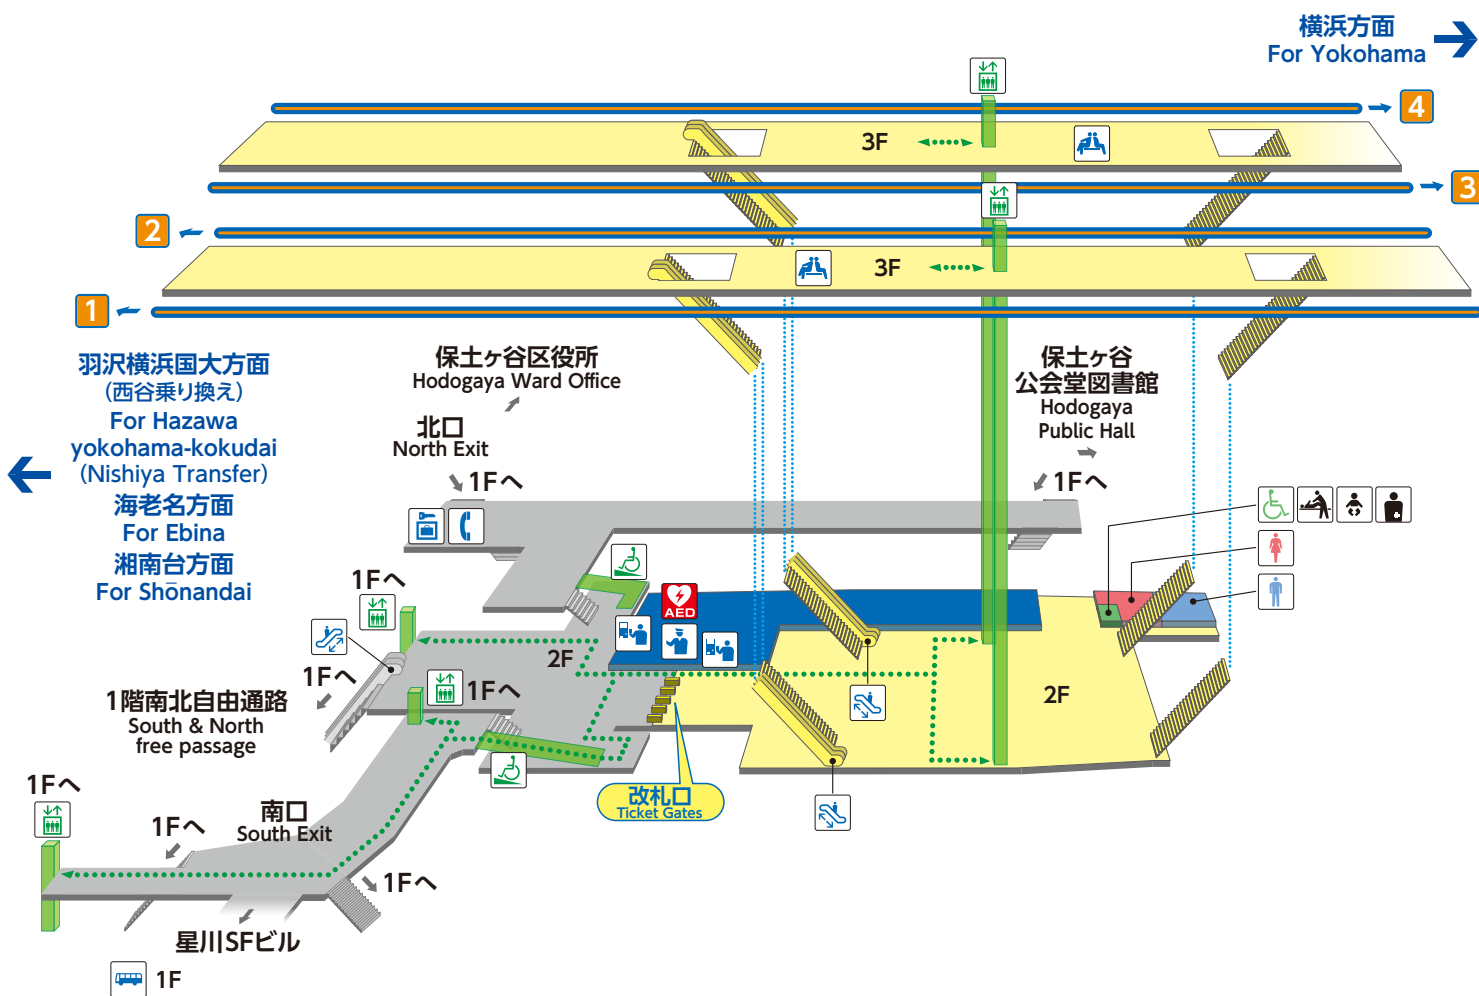 横浜方面
For Yokohama
4
3F
3
2
3F
1
羽沢横浜国大方面
(西谷乗り換え)
For Hazawa
yokohama-kokudai
(Nishiya Transfer)
海老名方面
For Ebina
湘南台方面
For Shōnandai
保土ヶ谷区役所
Hodogaya Ward Office
北口
North Exit
1Fへ
保土ヶ谷
公会堂図書館
Hodogaya
Public Hall
1Fへ
1Fへ
AED
2F
1Fへ
1Fへ
1階南北自由通路
South & North
free passage
2F
改札口
Ticket Gates
1Fへ
南口
South Exit
1Fへ
1Fへ
星川SFビル
1F